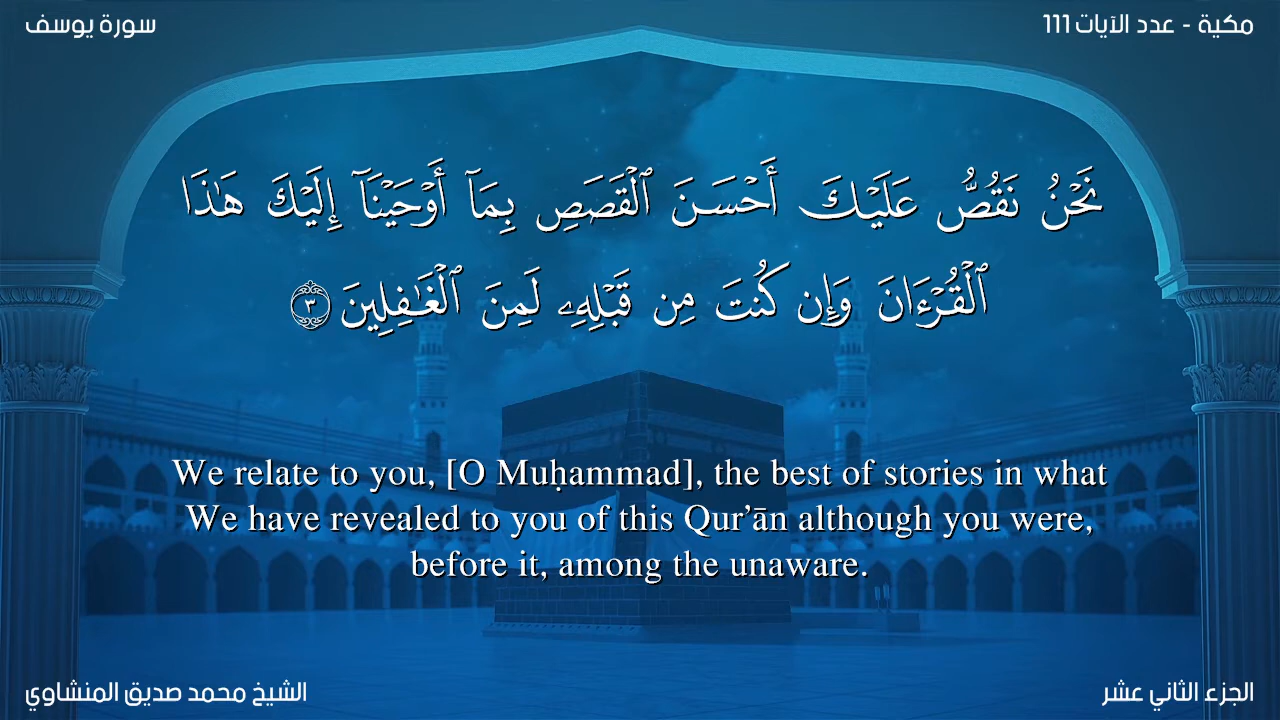 سورة يوسف
مكية - عدد الآيات 111
نَحْنُ نَقُصُّ عَلَيْكَ أَحْسَنَ ٱلْقَصَصِ بِمَآ أَوْحَيْنَآ إِلَيْكَ هَـٰذَا
ٱلْقُرْءَانَ وَإِن كُنتَ مِن قَبْلِهِۦ لَمِنَ ٱلْغَـٰفِلِينَ ٣
We relate to you, [O Muḥammad], the best of stories in what
We have revealed to you of this Qur’ān although you were,
before it, among the unaware.
الشيخ محمد صديق المنشاوي
الجزء الثاني عشر